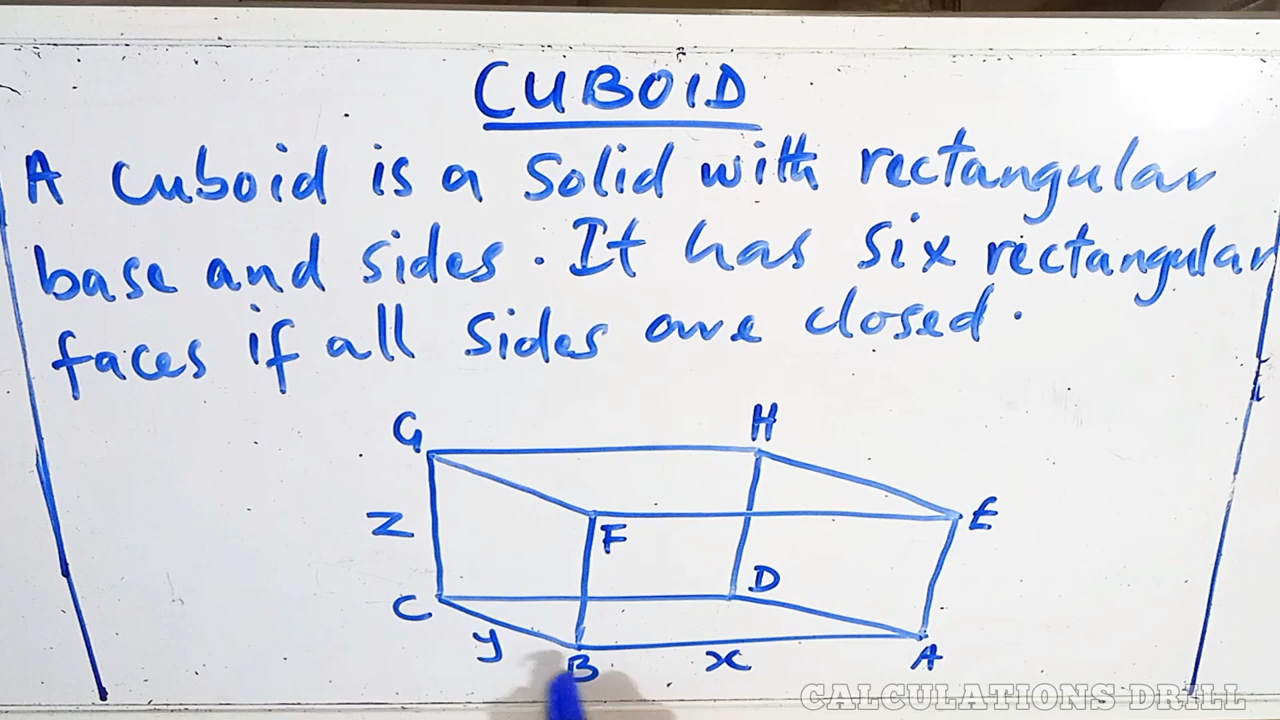 CUBOID
A cuboid is a solid with rectangular
base and sides. It has six rectangular
faces if all sides are closed.
G H
Z F E
C D
y B x A
CALCULATIONS DRILL